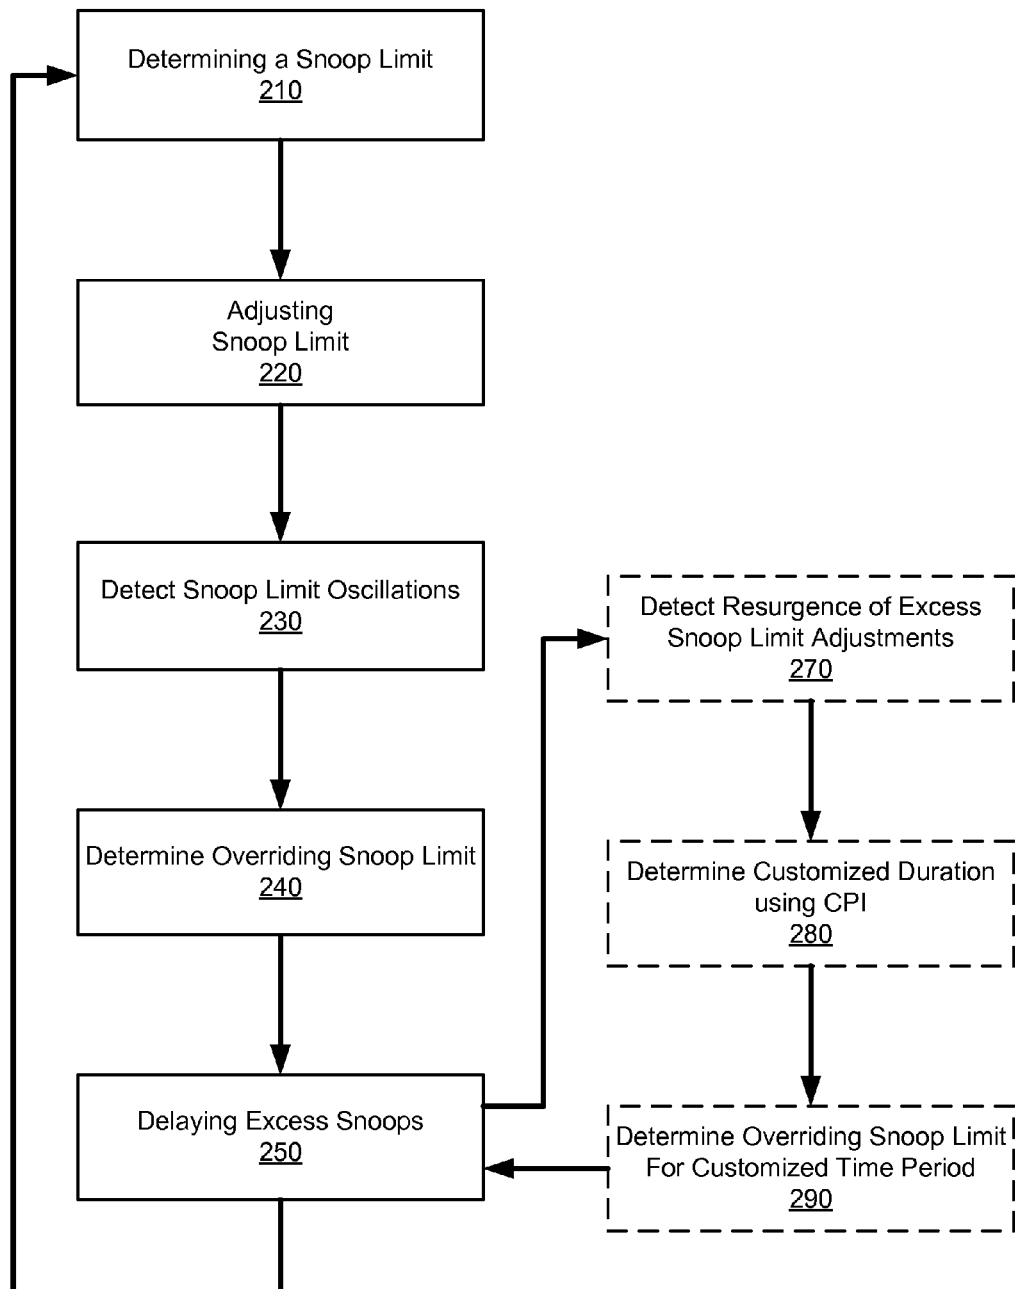 Determining a Snoop Limit
210
Adjusting
Snoop Limit
220
Detect Snoop Limit Oscillations
230
Determine Overriding Snoop Limit
240
Delaying Excess Snoops
250
Detect Resurgence of Excess
Snoop Limit Adjustments
270
Determine Customized Duration
using CPI
280
Determine Overriding Snoop Limit
For Customized Time Period
290